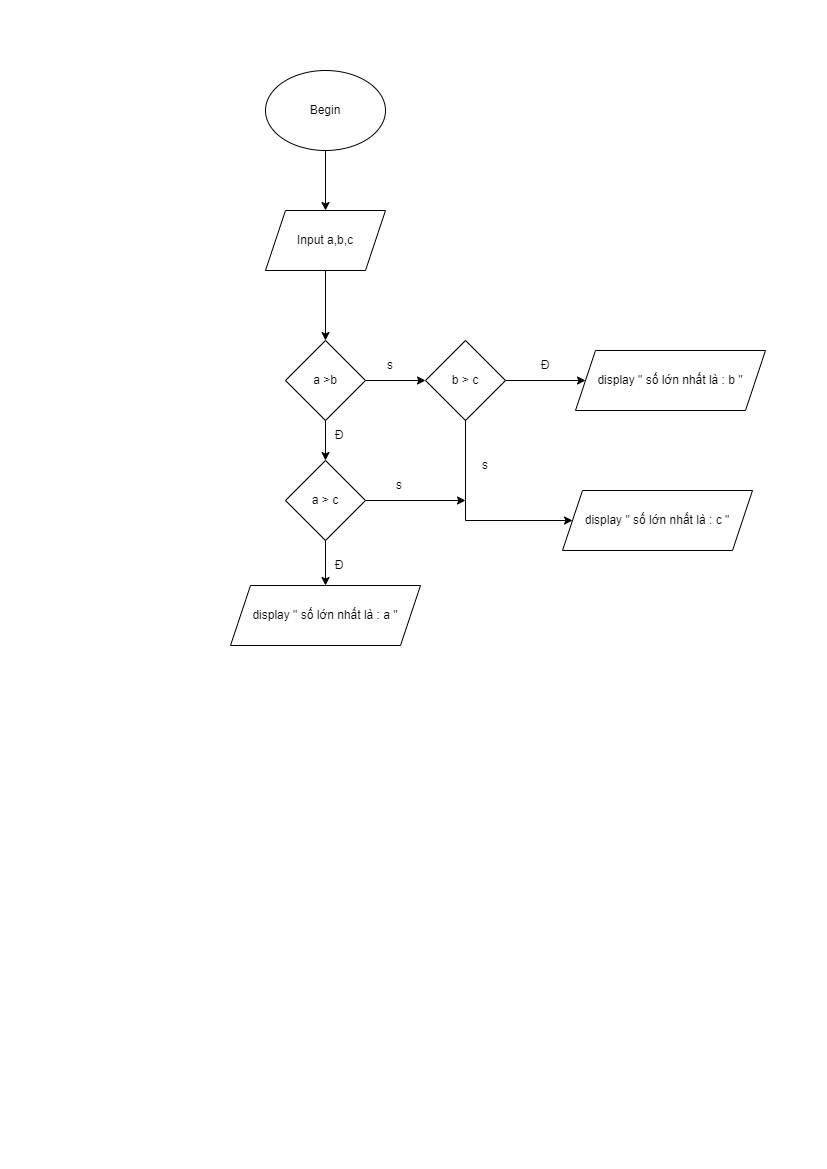 Begin
Input a,b,c
a >b
s
b > c
Đ
display " số lớn nhất là : b "
Đ
a > c
s
s
display " số lớn nhất là : c "
Đ
display " số lớn nhất là : a "